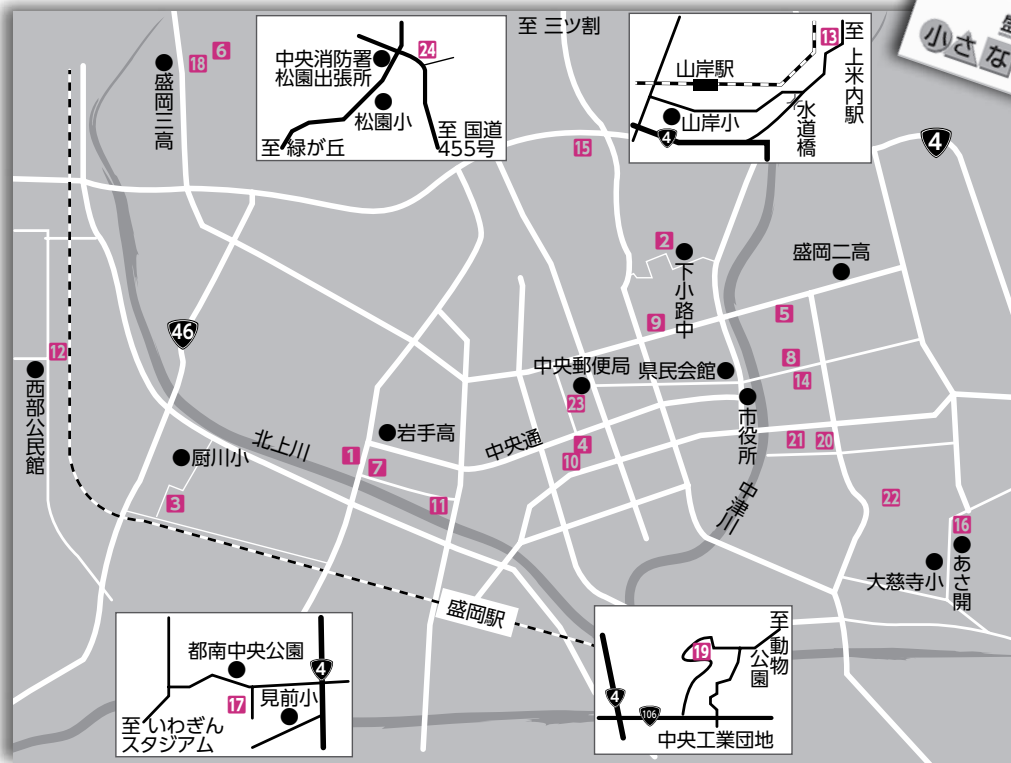 至 三ツ割
小さな
盛岡三高
18
6
中央消防署
松園出張所
24
松園小
至 緑が丘
至 国道
455号
13
至 上米内駅
山岸駅
山岸小
水道橋
4
15
4
2
下小路中
盛岡二高
9
5
46
12
西部公民館
中央郵便局
県民会館
8
14
23
市役所
岩手高
中央通
4
10
21
20
北上川
1
7
厨川小
3
11
中津川
22
16
大慈寺小
あさ開
盛岡駅
都南中央公園
4
17
見前小
至 いわぎん
スタジアム
19
至 動物公園
4
106
中央工業団地